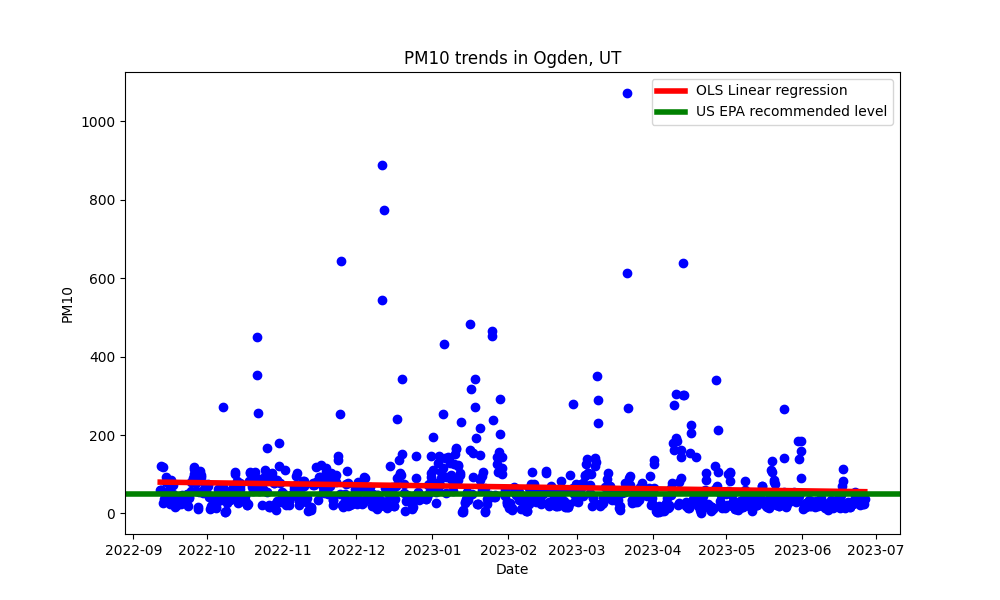 PM10 trends in Ogden, UT
OLS Linear regression
US EPA recommended level
1000
800
600
400
200
0
PM10
2022-09 2022-10 2022-11 2022-12 2023-01 2023-02 2023-03 2023-04 2023-05 2023-06 2023-07
Date